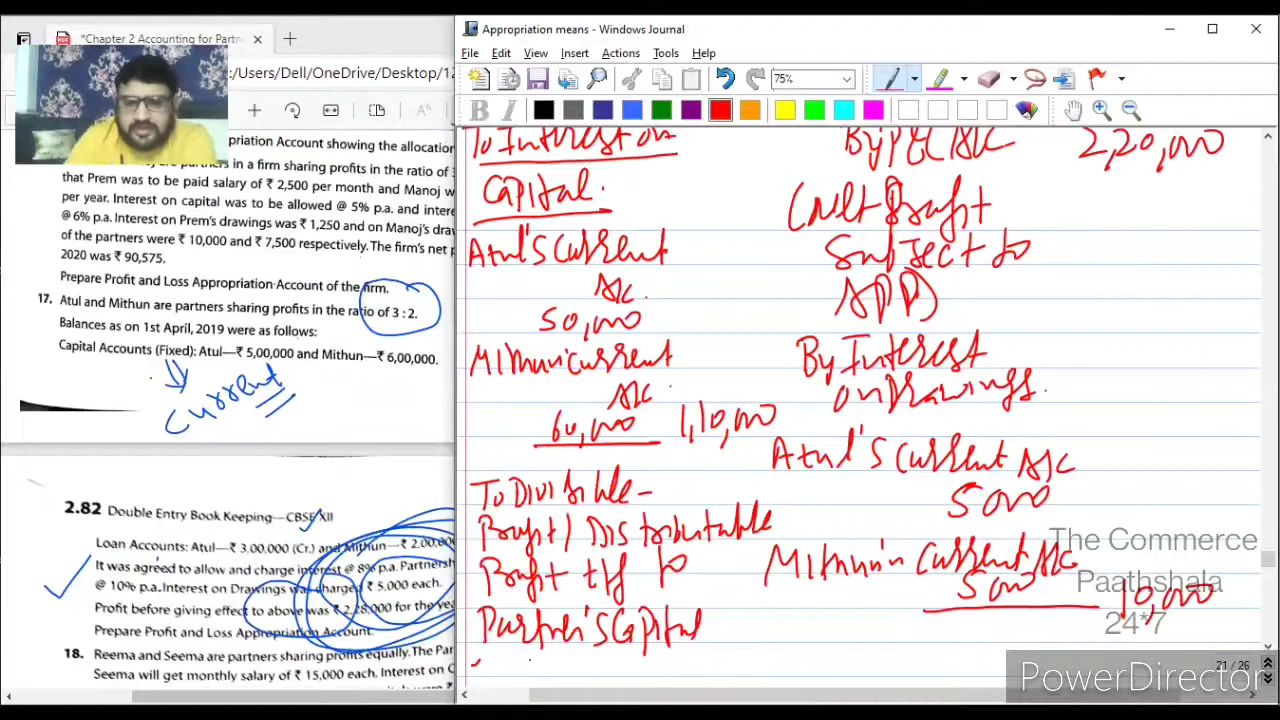 *Chapter 2 Accounting for Partn
:/Users/Dell/OneDrive/Desktop/12
opriation Account showing the allocation
in a firm sharing profits in the ratio of 3
that Prem was to be paid salary of ₹ 2,500 per month and Manoj w
per year. Interest on capital was to be allowed @ 5% p.a. and intere
@ 6% p.a. Interest on Prem's drawings was ₹ 1,250 and on Manoj's draw
of the partners were ₹ 10,000 and ₹ 7,500 respectively. The firm's net p
2020 was ₹ 90,575.
Prepare Profit and Loss Appropriation Account of the firm.
17. Atul and Mithun are partners sharing profits in the ratio of 3 : 2.
Balances as on 1st April, 2019 were as follows:
Capital Accounts (Fixed): Atul—₹ 5,00,000 and Mithun—₹ 6,00,000.
Current
2.82 Double Entry Book Keeping—CBSE XII
Loan Accounts: Atul—₹ 3,00,000 (Cr.) and Mithun—₹ 2,00,00
It was agreed to allow and charge interest @ 8% p.a. Partnersh
@ 10% p.a. Interest on Drawings was charged ₹ 5,000 each.
Profit before giving effect to above was ₹ 2,28,000 for the ye
Prepare Profit and Loss Appropriation Account.
18. Reema and Seema are partners sharing profits equally. The Par
Seema will get monthly salary of ₹ 15,000 each. Interest on C
Appropriation means - Windows Journal
File Edit View Insert Actions Tools Help
75%
To Interest on
Capital.
Atul's Current
A/c
50,000
Mithun's Current
A/c
60,000 1,10,000
To Divisible
Profit / Distributable
Profit t/f to
Partner's Capital
By P&L A/c 2,20,000
(Net Profit
Subject to
APP)
By Interest
on Drawings.
Atul's Current A/c
5000
Mithun's Current A/c
5000 10,000
The Commerce
Paathshala
24*7
21 / 26
PowerDirector